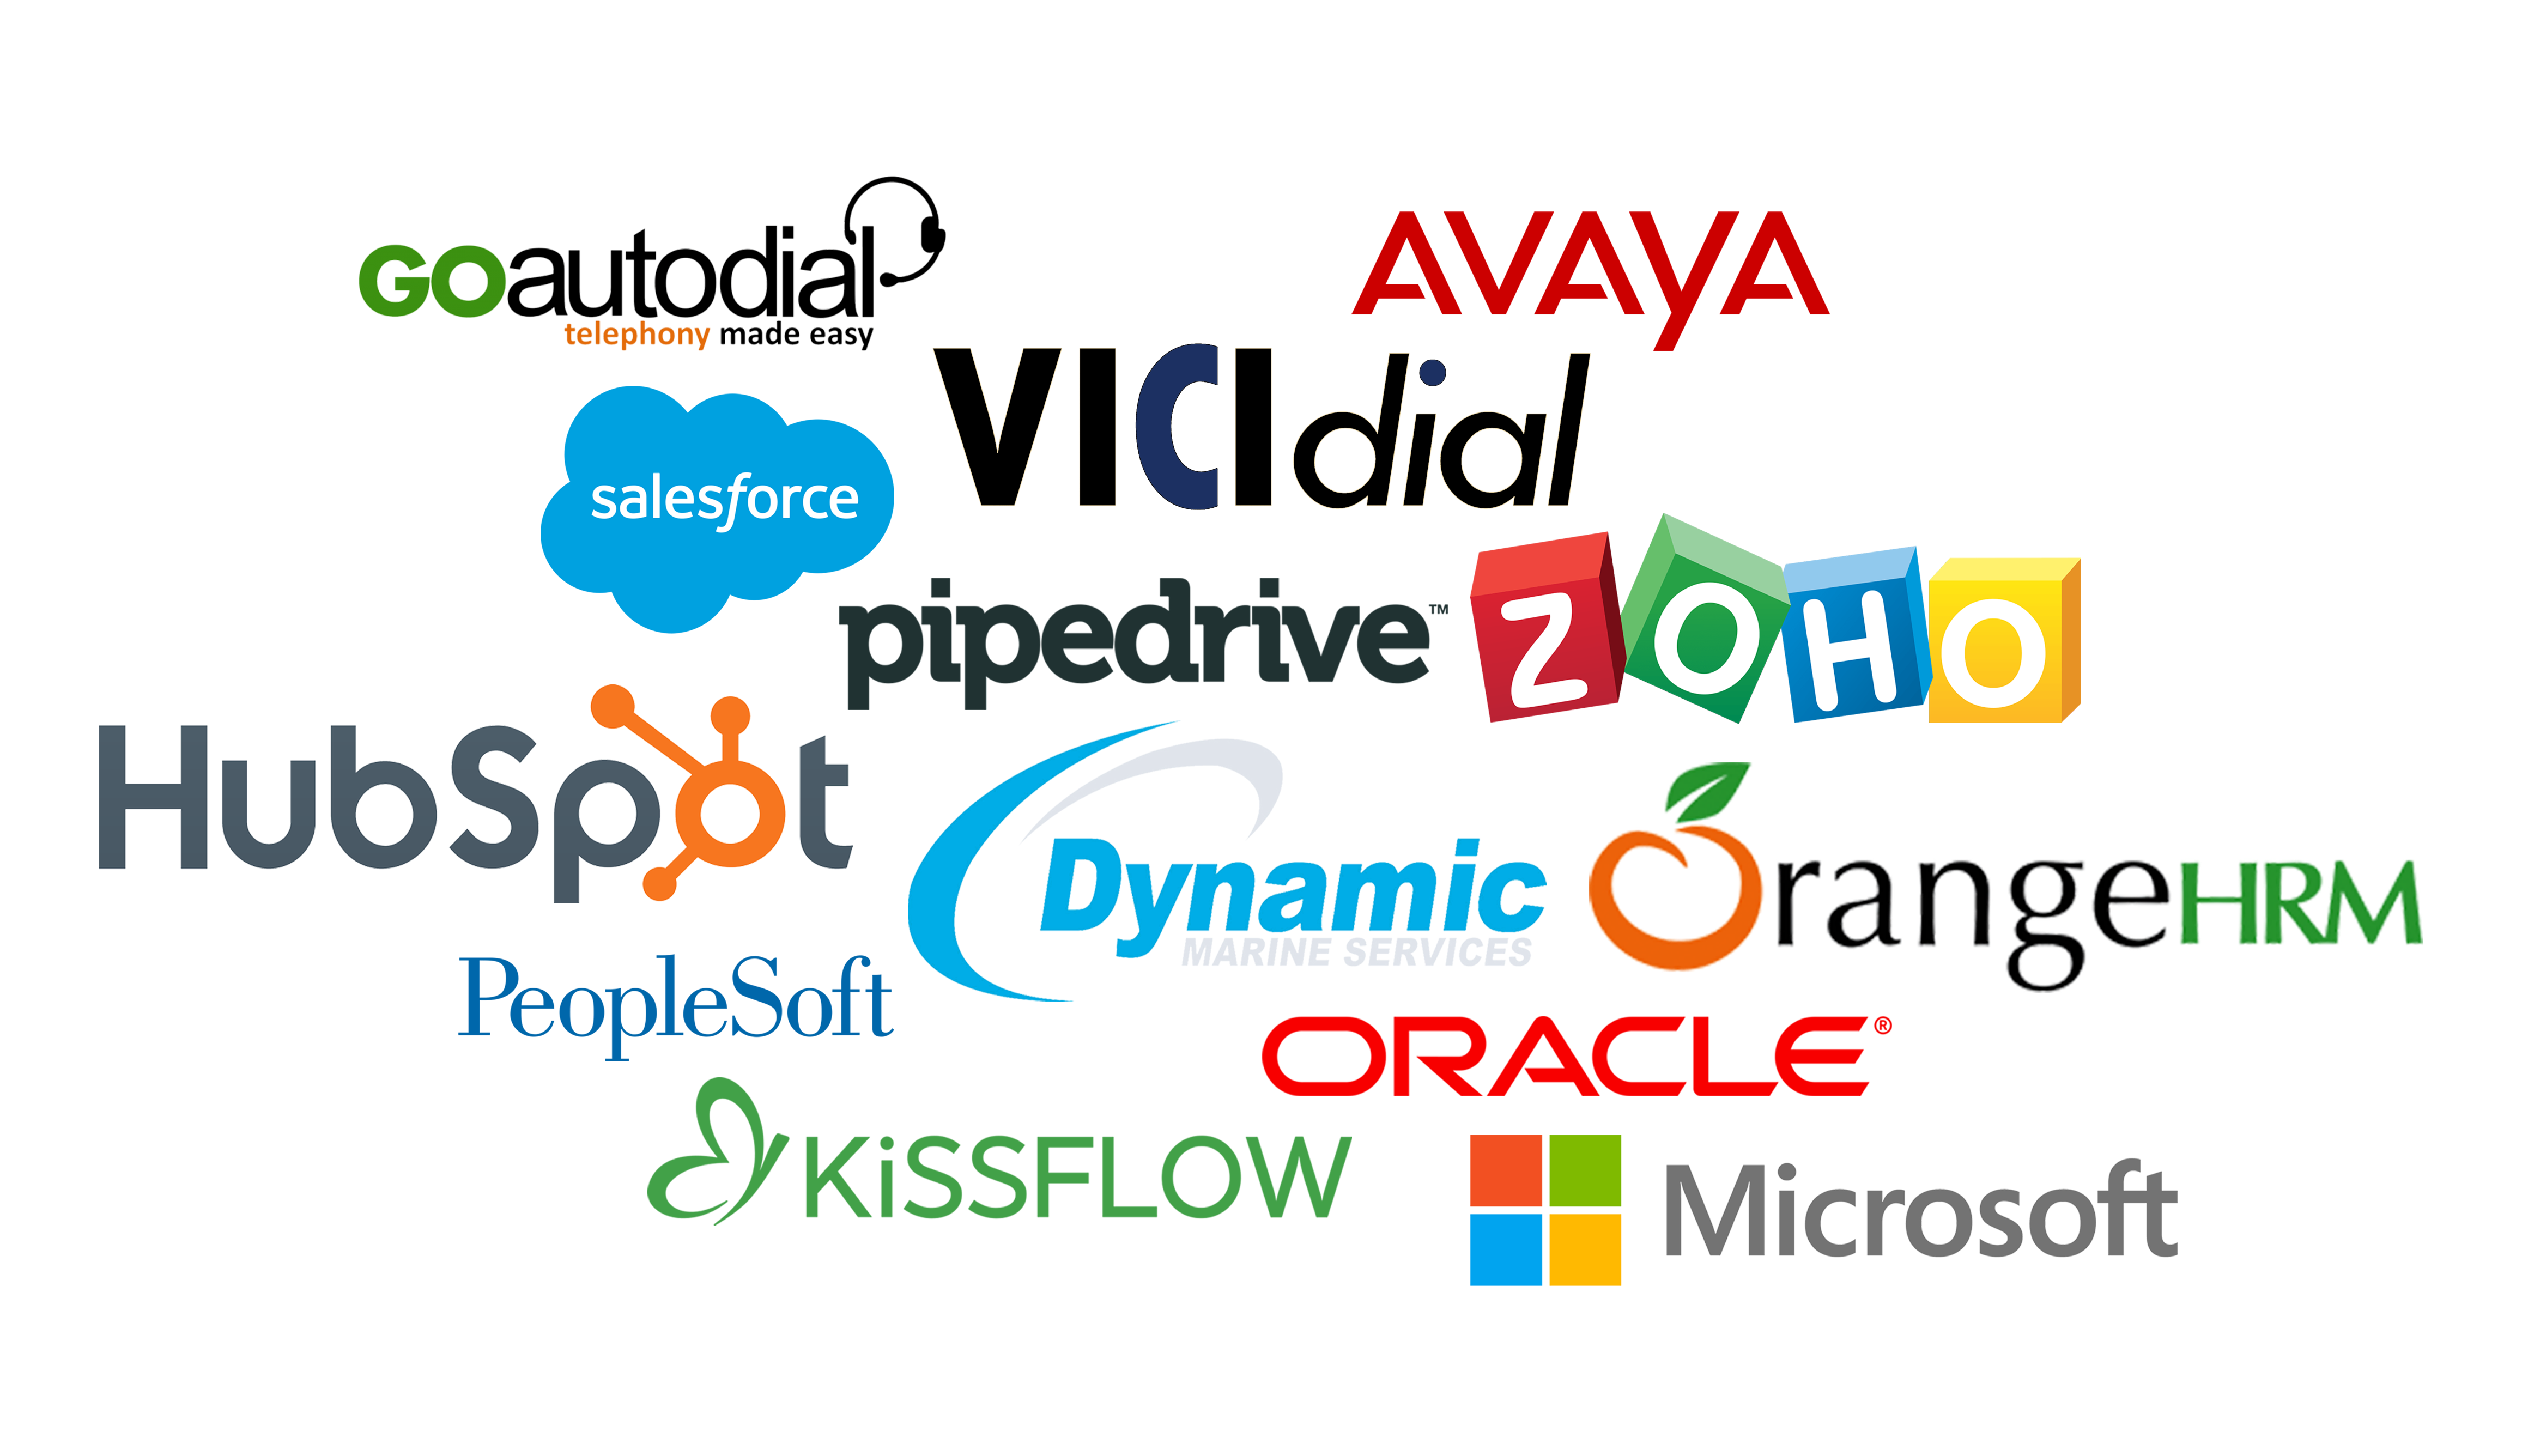 GOautodial
telephony made easy
AVAYA
VICIdial
salesforce
pipedrive™
ZOHO
HubSpot
Dynamic
MARINE SERVICES
OrangeHRM
PeopleSoft
ORACLE®
KiSSFLOW
Microsoft